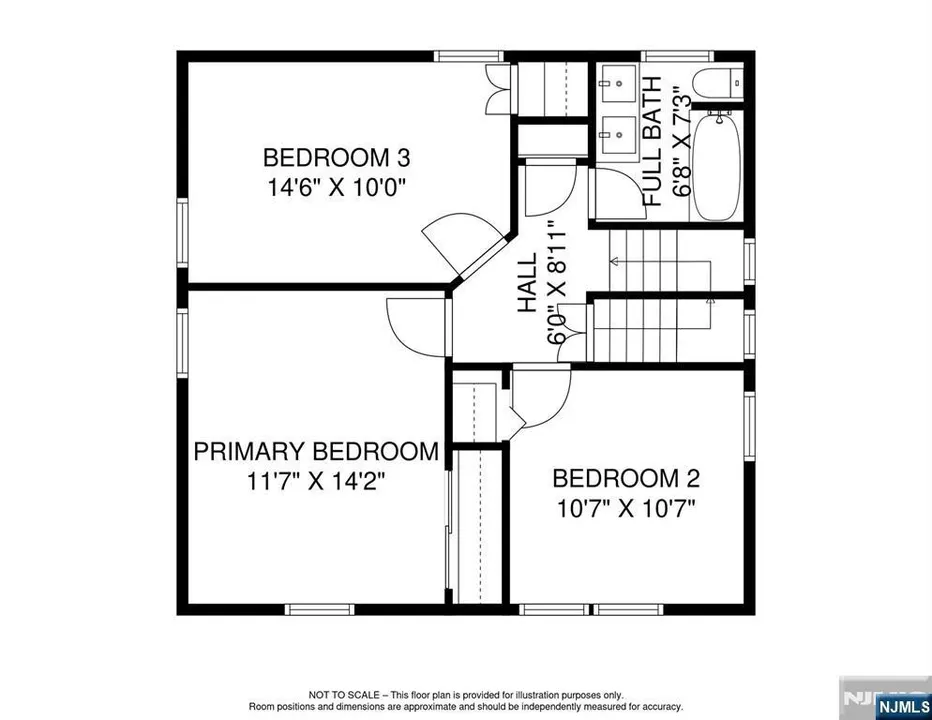 BEDROOM 3
14'6" X 10'0"
FULL BATH
6'8" X 7'3"
HALL
6'0" X 8'11"
PRIMARY BEDROOM
11'7" X 14'2"
BEDROOM 2
10'7" X 10'7"
NOT TO SCALE – This floor plan is provided for illustration purposes only.
Room positions and dimensions are approximate and should be independently measured for accuracy.
NJMLS
NJMLS